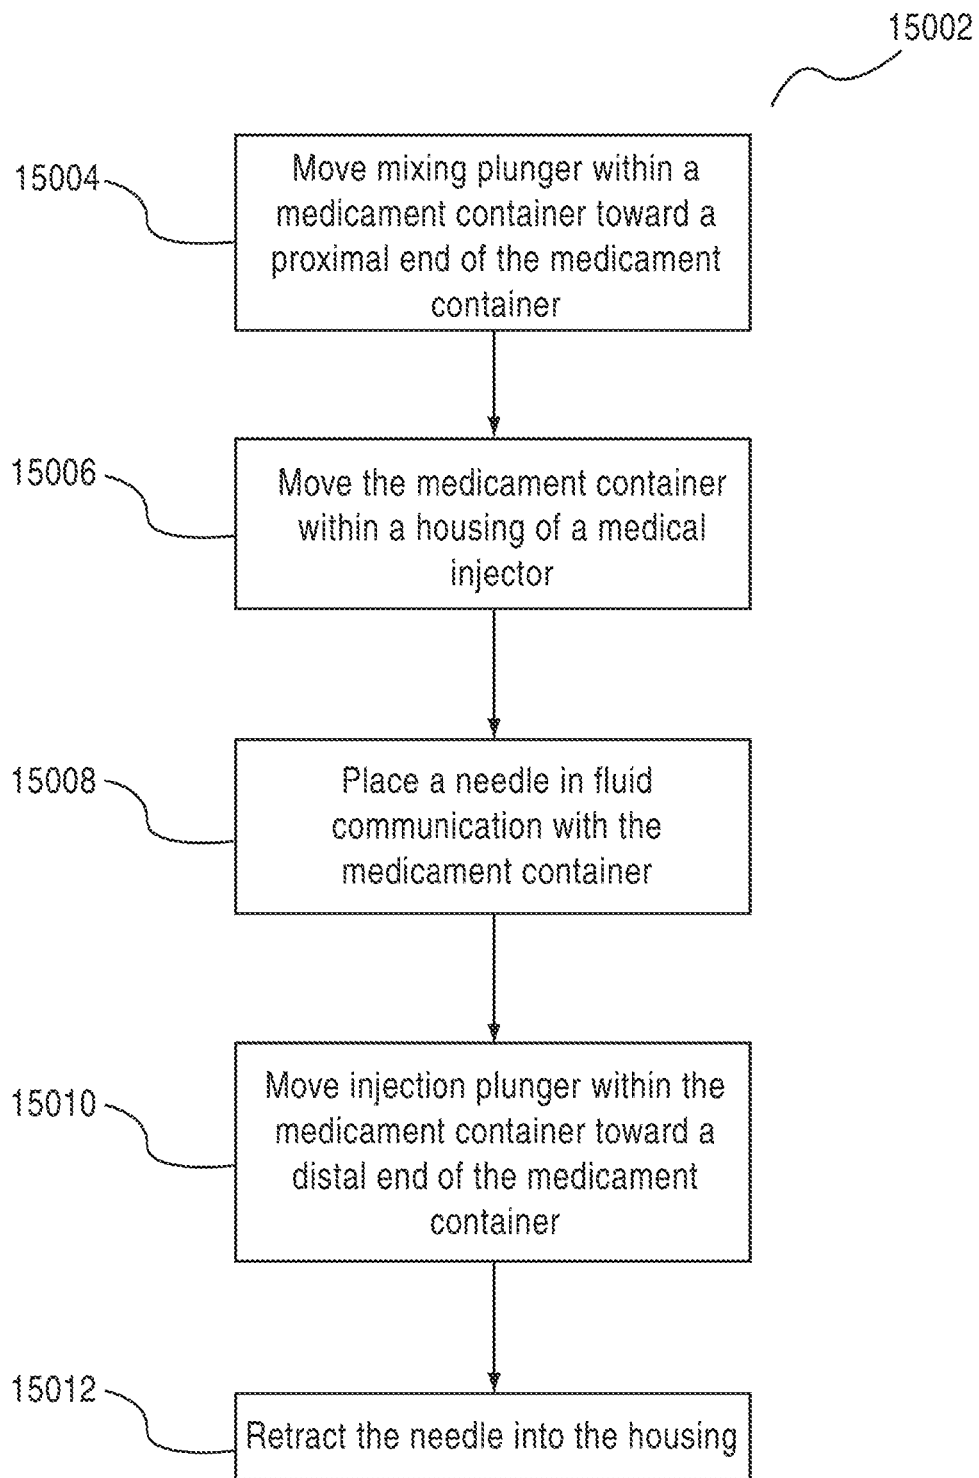 15002
15004
Move mixing plunger within a
medicament container toward a
proximal end of the medicament
container
15006
Move the medicament container
within a housing of a medical
injector
15008
Place a needle in fluid
communication with the
medicament container
15010
Move injection plunger within the
medicament container toward a
distal end of the medicament
container
15012
Retract the needle into the housing